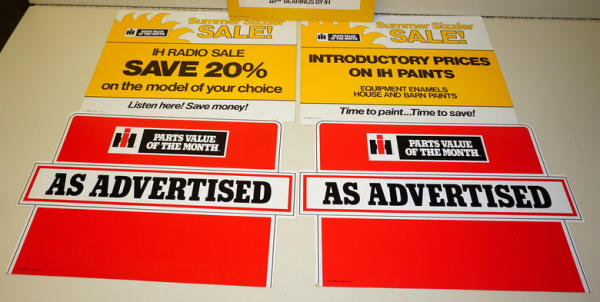 BEARINGS BY IH
Summer Sizzler
SALE!
IH PARTS VALUE
OF THE MONTH
IH RADIO SALE
SAVE 20%
on the model of your choice
Listen here! Save money!
Summer Sizzler
SALE!
IH PARTS VALUE
OF THE MONTH
INTRODUCTORY PRICES
ON IH PAINTS
EQUIPMENT ENAMELS
HOUSE AND BARN PAINTS
Time to paint...Time to save!
IH PARTS VALUE
OF THE MONTH
AS ADVERTISED
IH PARTS VALUE
OF THE MONTH
AS ADVERTISED